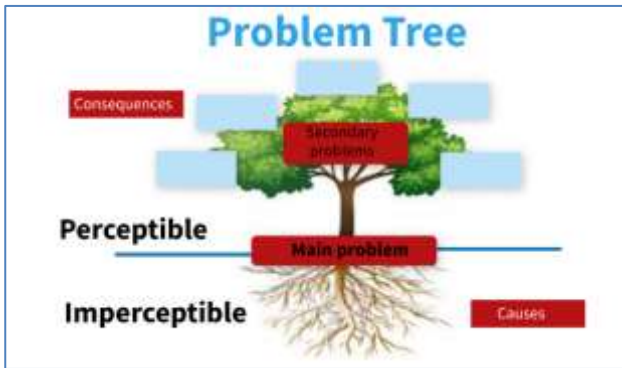 Problem Tree
Consequences
Secondary
problems
Perceptible
Main problem
Imperceptible
Causes